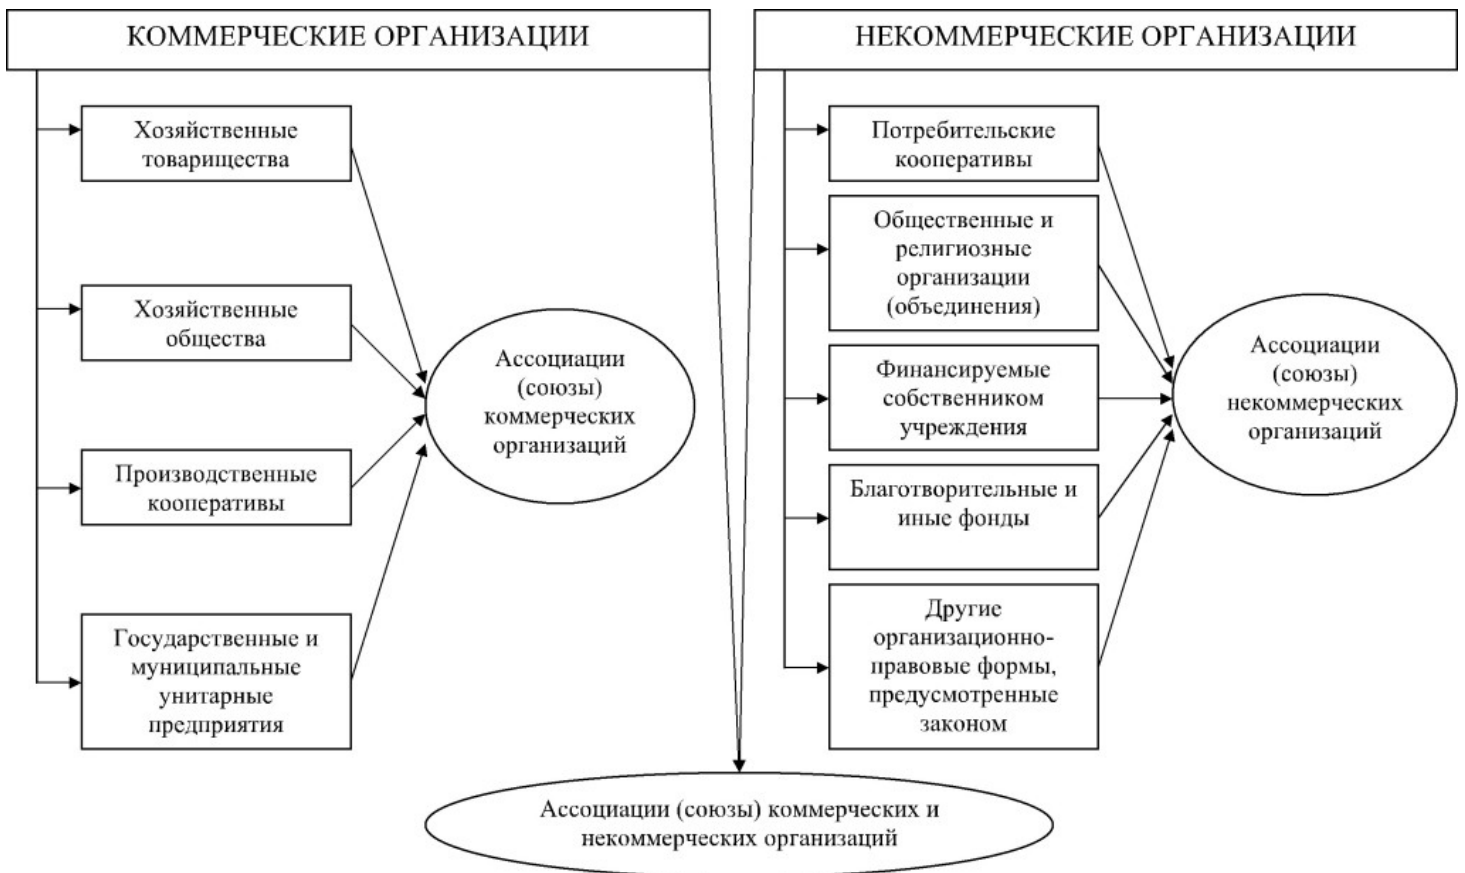 КОММЕРЧЕСКИЕ ОРГАНИЗАЦИИ
Хозяйственные
товарищества
Хозяйственные
общества
Производственные
кооперативы
Государственные и
муниципальные
унитарные
предприятия
Ассоциации
(союзы)
коммерческих
организаций
НЕКОММЕРЧЕСКИЕ ОРГАНИЗАЦИИ
Потребительские
кооперативы
Общественные и
религиозные
организации
(объединения)
Финансируемые
собственником
учреждения
Благотворительные и
иные фонды
Другие
организационно-
правовые формы,
предусмотренные
законом
Ассоциации
(союзы)
некоммерческих
организаций
Ассоциации (союзы) коммерческих и
некоммерческих организаций